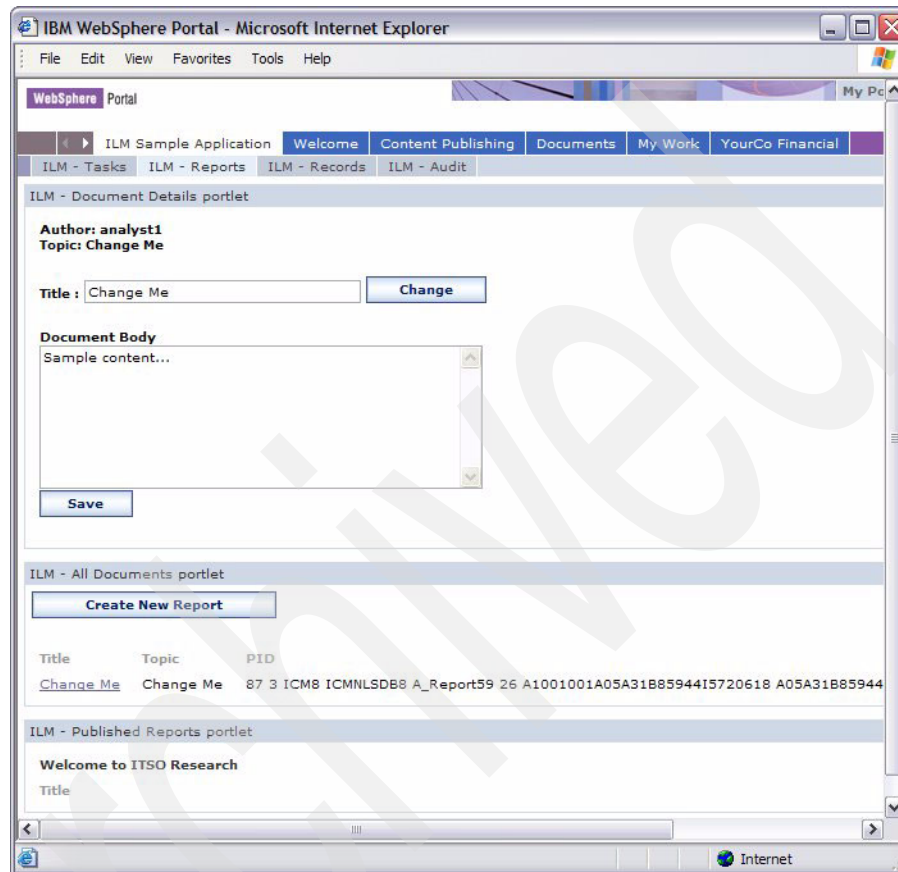 IBM WebSphere Portal - Microsoft Internet Explorer
File Edit View Favorites Tools Help
WebSphere Portal
My Po
ILM Sample Application Welcome Content Publishing Documents My Work YourCo Financial
ILM - Tasks ILM - Reports ILM - Records ILM - Audit
ILM - Document Details portlet
Author: analyst1
Topic: Change Me
Title : Change Me Change
Document Body
Sample content...
Save
ILM - All Documents portlet
Create New Report
Title Topic PID
Change Me Change Me 87 3 ICM8 ICMNLSDB8 A_Report59 26 A1001001A05A31B85944I5720618 A05A31B85944
ILM - Published Reports portlet
Welcome to ITSO Research
Title
Internet